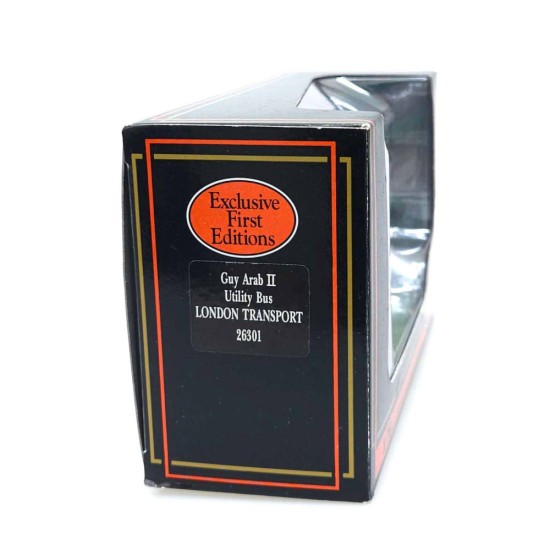 Exclusive
First
Editions
Guy Arab II
Utility Bus
LONDON TRANSPORT
26301